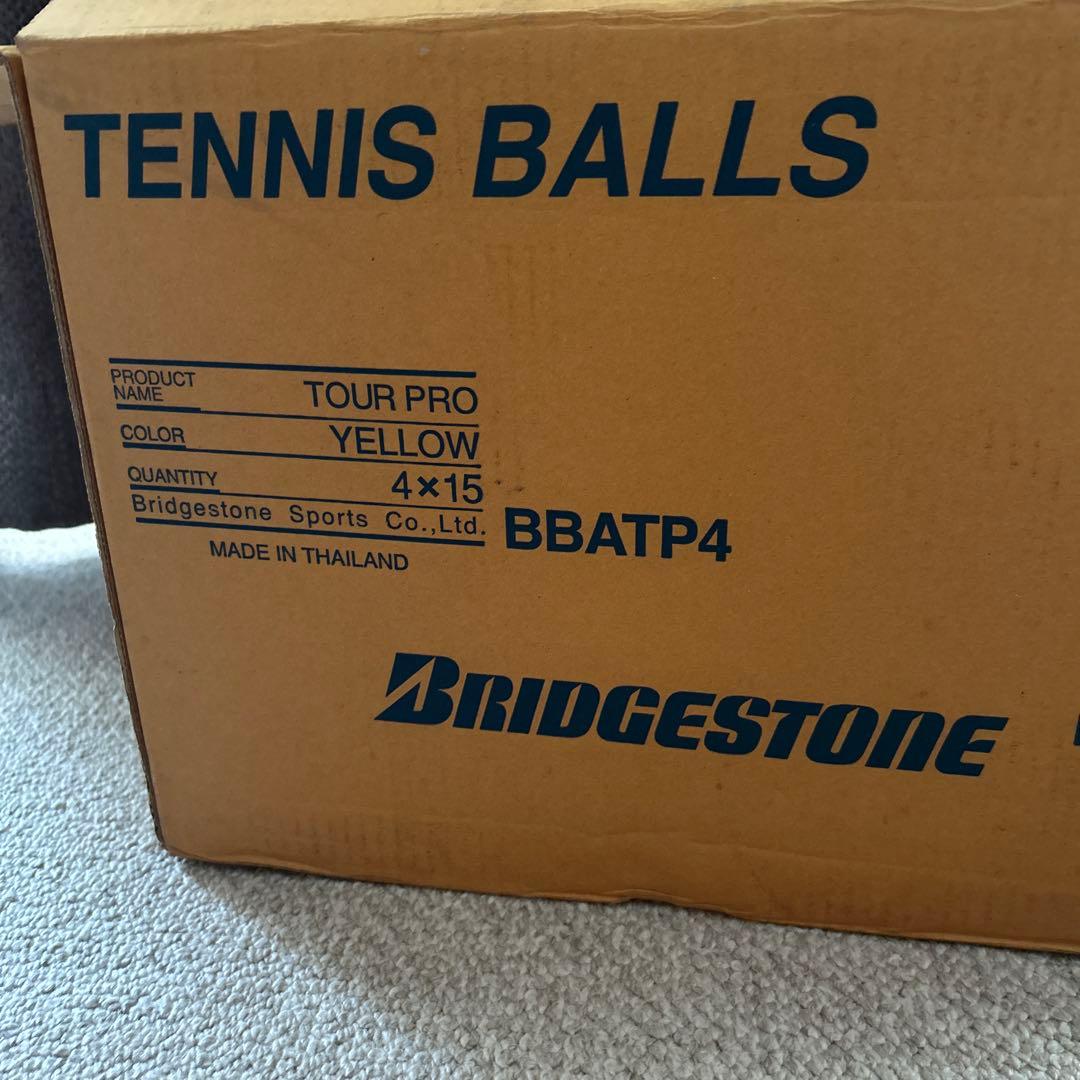 TENNIS BALLS
PRODUCT NAME TOUR PRO
COLOR YELLOW
QUANTITY 4×15
Bridgestone Sports Co.,Ltd. BBATP4
MADE IN THAILAND
BRIDGESTONE